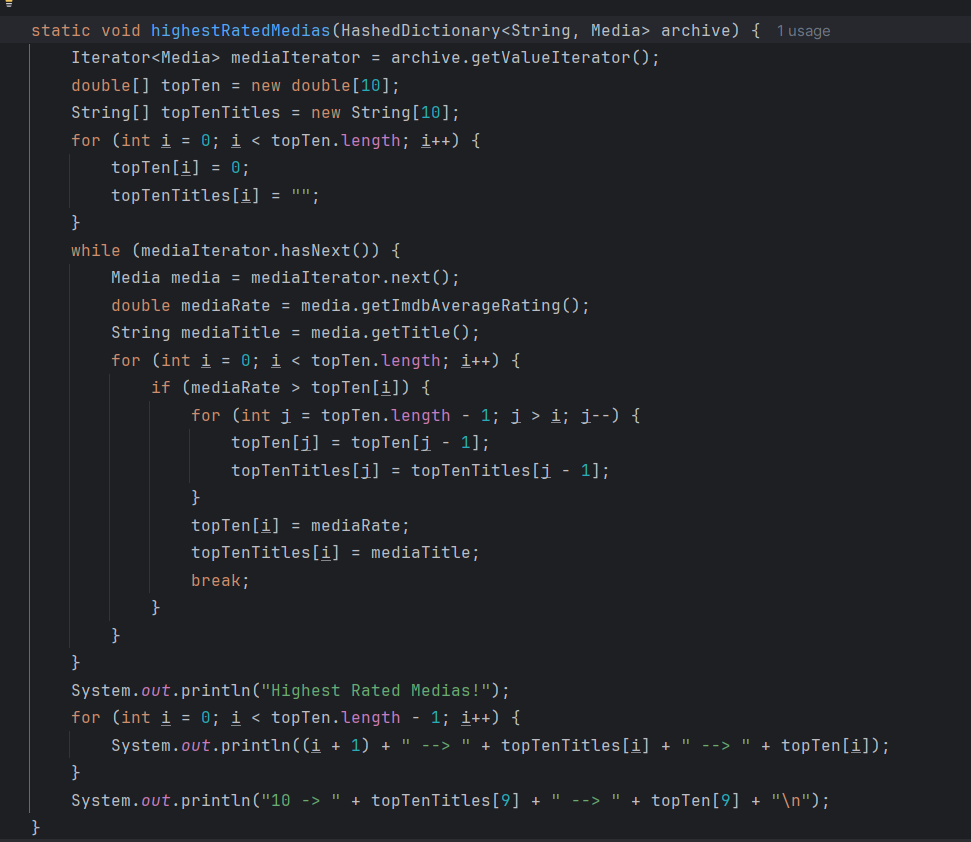 static void highestRatedMedias(HashedDictionary<String, Media> archive) { 1 usage
    Iterator<Media> mediaIterator = archive.getValueIterator();
    double[] topTen = new double[10];
    String[] topTenTitles = new String[10];
    for (int i = 0; i < topTen.length; i++) {
        topTen[i] = 0;
        topTenTitles[i] = "";
    }
    while (mediaIterator.hasNext()) {
        Media media = mediaIterator.next();
        double mediaRate = media.getImdbAverageRating();
        String mediaTitle = media.getTitle();
        for (int i = 0; i < topTen.length; i++) {
            if (mediaRate > topTen[i]) {
                for (int j = topTen.length - 1; j > i; j--) {
                    topTen[j] = topTen[j - 1];
                    topTenTitles[j] = topTenTitles[j - 1];
                }
                topTen[i] = mediaRate;
                topTenTitles[i] = mediaTitle;
                break;
            }
        }
    }
    System.out.println("Highest Rated Medias!");
    for (int i = 0; i < topTen.length - 1; i++) {
        System.out.println((i + 1) + " --> " + topTenTitles[i] + " --> " + topTen[i]);
    }
    System.out.println("10 -> " + topTenTitles[9] + " --> " + topTen[9] + "\n");
}